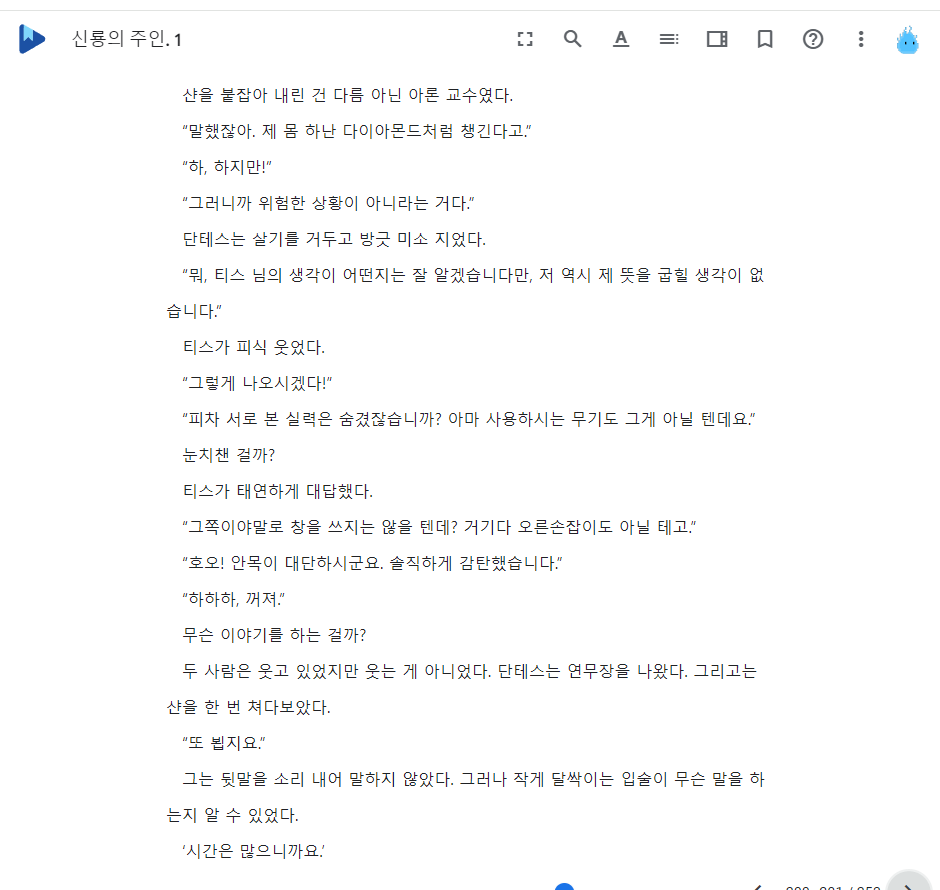 신룡의 주인. 1
샨을 붙잡아 내린 건 다름 아닌 아론 교수였다.
“말했잖아. 제 몸 하난 다이아몬드처럼 챙긴다고.”
“하, 하지만!”
“그러니까 위험한 상황이 아니라는 거다.”
단테스는 살기를 거두고 방긋 미소 지었다.
“뭐, 티스 님의 생각이 어떤지는 잘 알겠습니다만, 저 역시 제 뜻을 굽힐 생각이 없
습니다.”
티스가 피식 웃었다.
“그렇게 나오시겠다!”
“피차 서로 본 실력은 숨겼잖습니까? 아마 사용하시는 무기도 그게 아닐 텐데요.”
눈치챈 걸까?
티스가 태연하게 대답했다.
“그쪽이야말로 창을 쓰지는 않을 텐데? 거기다 오른손잡이도 아닐 테고.”
“호오! 안목이 대단하시군요. 솔직하게 감탄했습니다.”
“하하하, 꺼져.”
무슨 이야기를 하는 걸까?
두 사람은 웃고 있었지만 웃는 게 아니었다. 단테스는 연무장을 나왔다. 그리고는
샨을 한 번 쳐다보았다.
“또 뵙지요.”
그는 뒷말을 소리 내어 말하지 않았다. 그러나 작게 달싹이는 입술이 무슨 말을 하
는지 알 수 있었다.
‘시간은 많으니까요.’